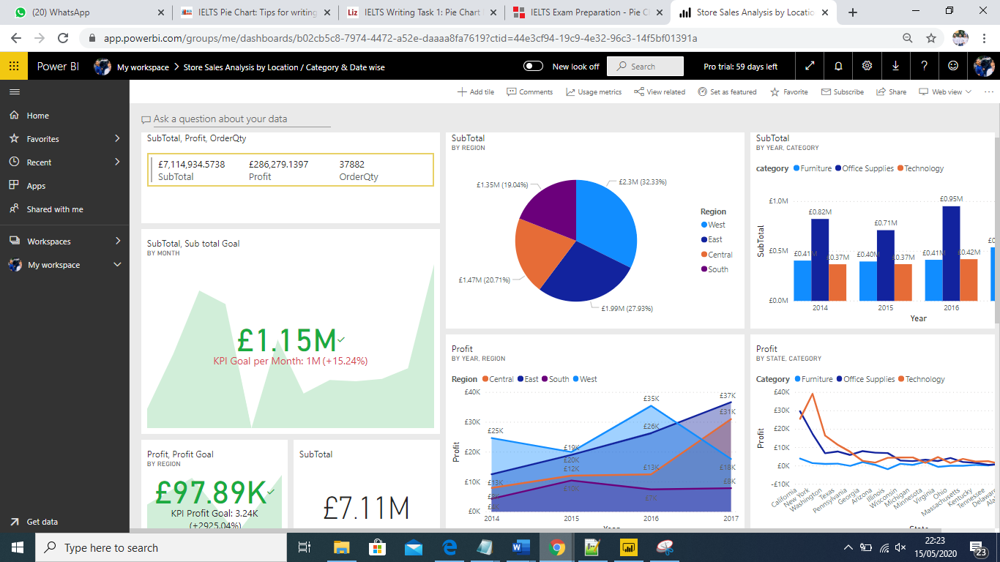 (20) WhatsApp
IELTS Pie Chart: Tips for writing
IELTS Writing Task 1: Pie Chart
IELTS Exam Preparation - Pie C
Store Sales Analysis by Locatio
app.powerbi.com/groups/me/dashboards/b02cb5c8-7974-4472-a52e-daaaa8fa7619?ctid=44e3cf94-19c9-4e32-96c3-14f5bf01391a
Power BI
My workspace > Store Sales Analysis by Location / Category & Date wise
New look off
Search
Pro trial: 59 days left
Add tile
Comments
Usage metrics
View related
Set as featured
Favorite
Subscribe
Share
Web view
Home
Favorites
Recent
Apps
Shared with me
Workspaces
My workspace
Get data
Ask a question about your data
SubTotal, Profit, OrderQty
£7,114,934.5738 £286,279.1397 37882
SubTotal Profit OrderQty
SubTotal, Sub total Goal
BY MONTH
£1.15M
KPI Goal per Month: 1M (+15.24%)
Profit, Profit Goal
BY REGION
£97.89K
KPI Profit Goal: 3.24K
(+2925.04%)
SubTotal
£7.11M
SubTotal
BY REGION
£1.35M (19.04%)
£2.3M (32.33%)
£1.47M (20.71%)
£1.99M (27.93%)
Region
West
East
Central
South
Profit
BY YEAR, REGION
Region Central East South West
£40K
£30K
£20K
£10K
£0K
Profit
£25K
£13K
£19K
£20K
£12K
£10K
£35K
£26K
£13K
£7K
£37K
£31K
£18K
£8K
2014 2015 2016 2017
Year
SubTotal
BY YEAR, CATEGORY
category Furniture Office Supplies Technology
£1.0M
£0.5M
£0.0M
SubTotal
£0.41M £0.82M £0.37M
£0.40M £0.71M £0.37M
£0.41M £0.95M £0.42M
2014 2015 2016
Year
Profit
BY STATE, CATEGORY
Category Furniture Office Supplies Technology
£40K
£30K
£20K
£10K
£0K
-£10K
Profit
California
New York
Washington
Texas
Pennsylvania
Georgia
Arizona
Illinois
Wisconsin
Michigan
Minnesota
Virginia
Ohio
Massachusetts
Kentucky
Tennessee
State
Type here to search
22:23
15/05/2020
23